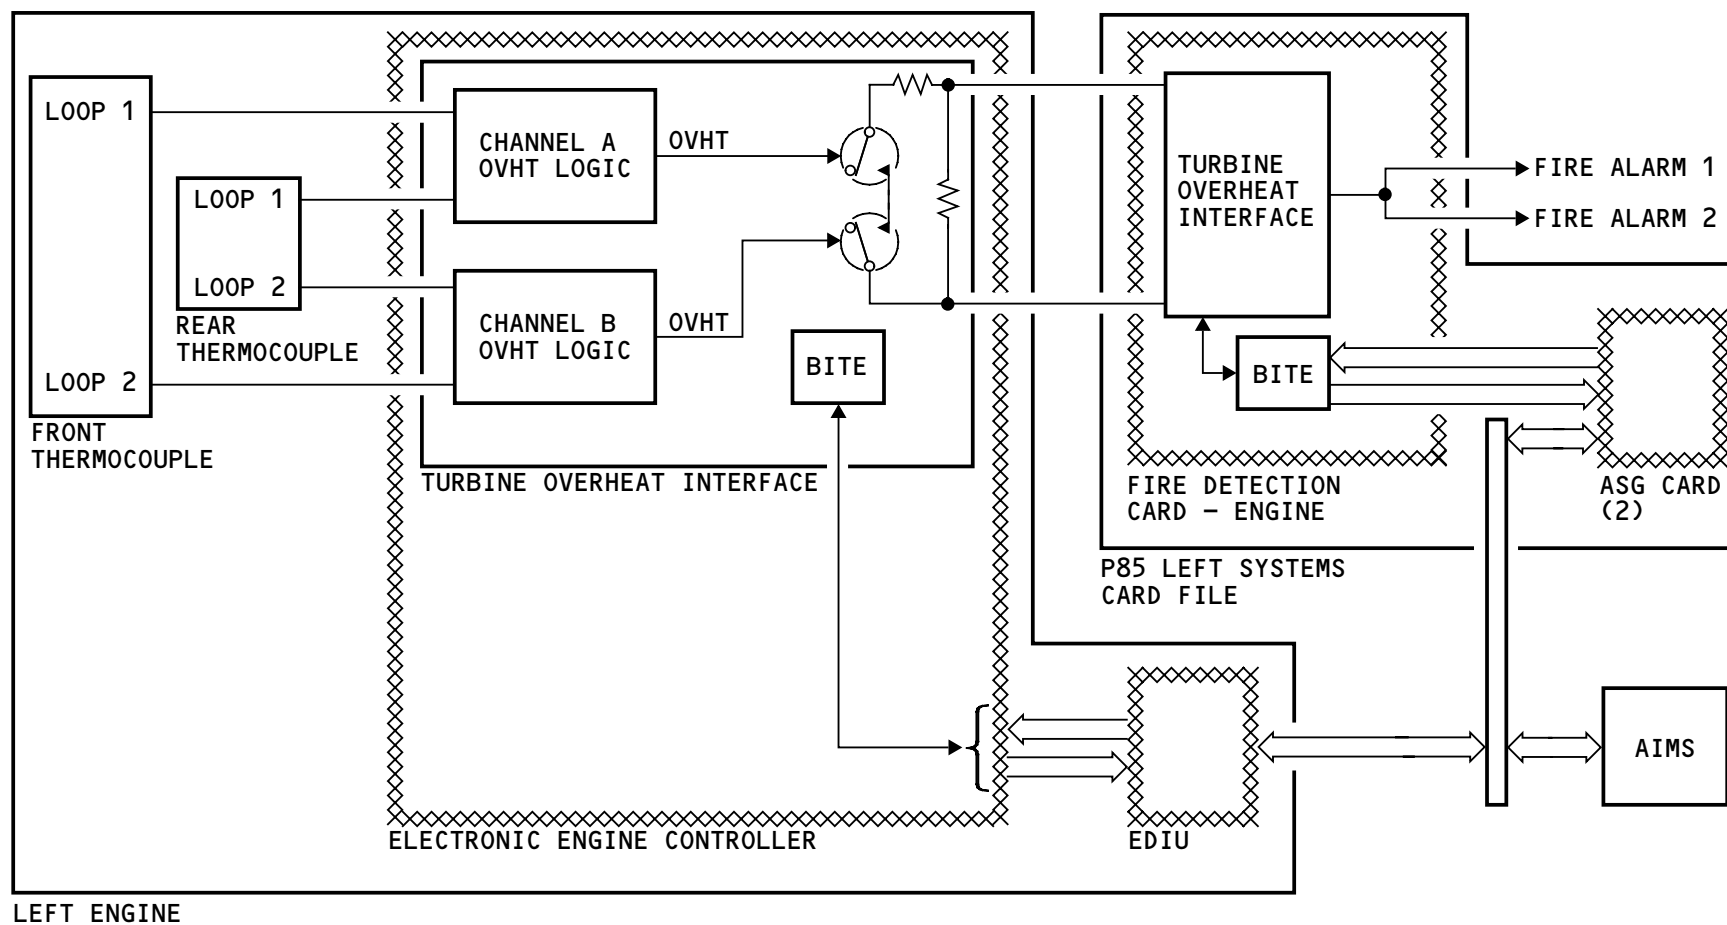 LOOP 1
LOOP 1
LOOP 2
REAR
THERMOCOUPLE
LOOP 2
FRONT
THERMOCOUPLE
CHANNEL A
OVHT LOGIC
OVHT
CHANNEL B
OVHT LOGIC
OVHT
BITE
TURBINE OVERHEAT INTERFACE
ELECTRONIC ENGINE CONTROLLER
LEFT ENGINE
TURBINE
OVERHEAT
INTERFACE
FIRE ALARM 1
FIRE ALARM 2
BITE
FIRE DETECTION
CARD – ENGINE
ASG CARD
(2)
P85 LEFT SYSTEMS
CARD FILE
EDIU
AIMS